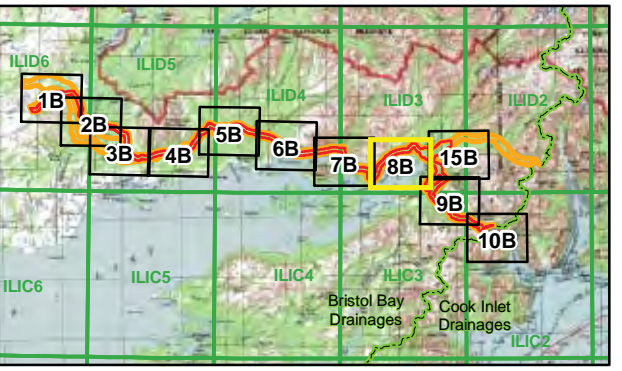 ILID6
ILID5
ILID4
ILID3
ILID2
1B
2B
3B
4B
5B
6B
7B
8B
15B
9B
10B
ILIC6
ILIC5
ILIC4
ILIC3
ILIC2
Bristol Bay
Drainages
Cook Inlet
Drainages